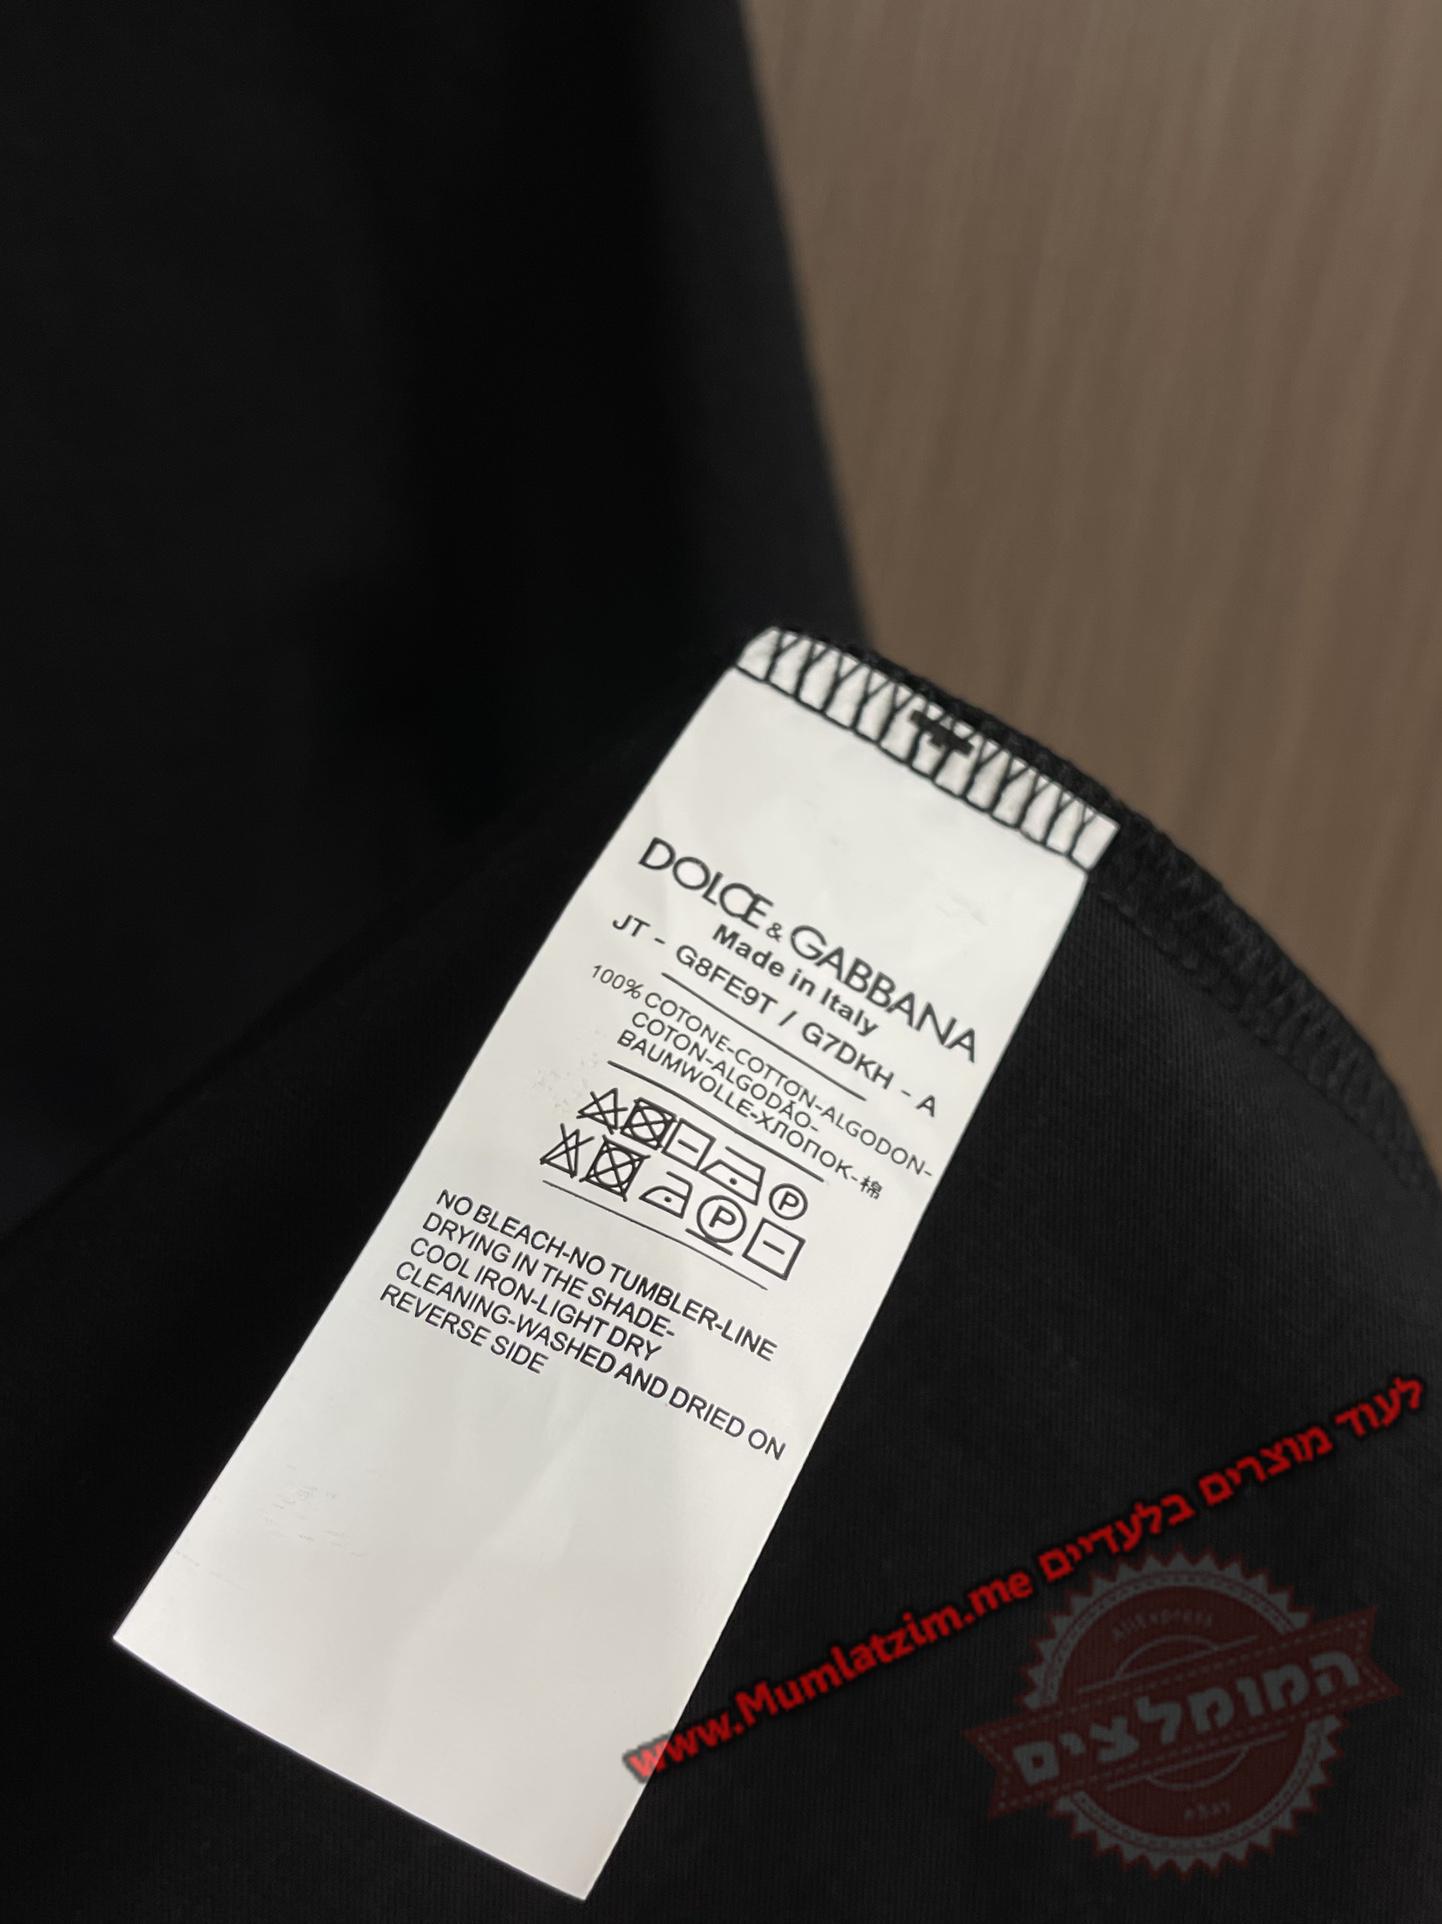 DOLCE & GABBANA
Made in Italy
JT - G8FE9T / G7DKH - A
100% COTONE-COTTON-ALGODON-
COTON-ALGODÃO-
BAUMWOLLE-ХЛОПОК-棉
P
P
NO BLEACH-NO TUMBLER-LINE
DRYING IN THE SHADE-
COOL IRON-LIGHT DRY
CLEANING-WASHED AND DRIED ON
REVERSE SIDE
לעוד מוצרים בלעדיים www.Mumlatzim.me
AliExpress
המומלצים
eBay